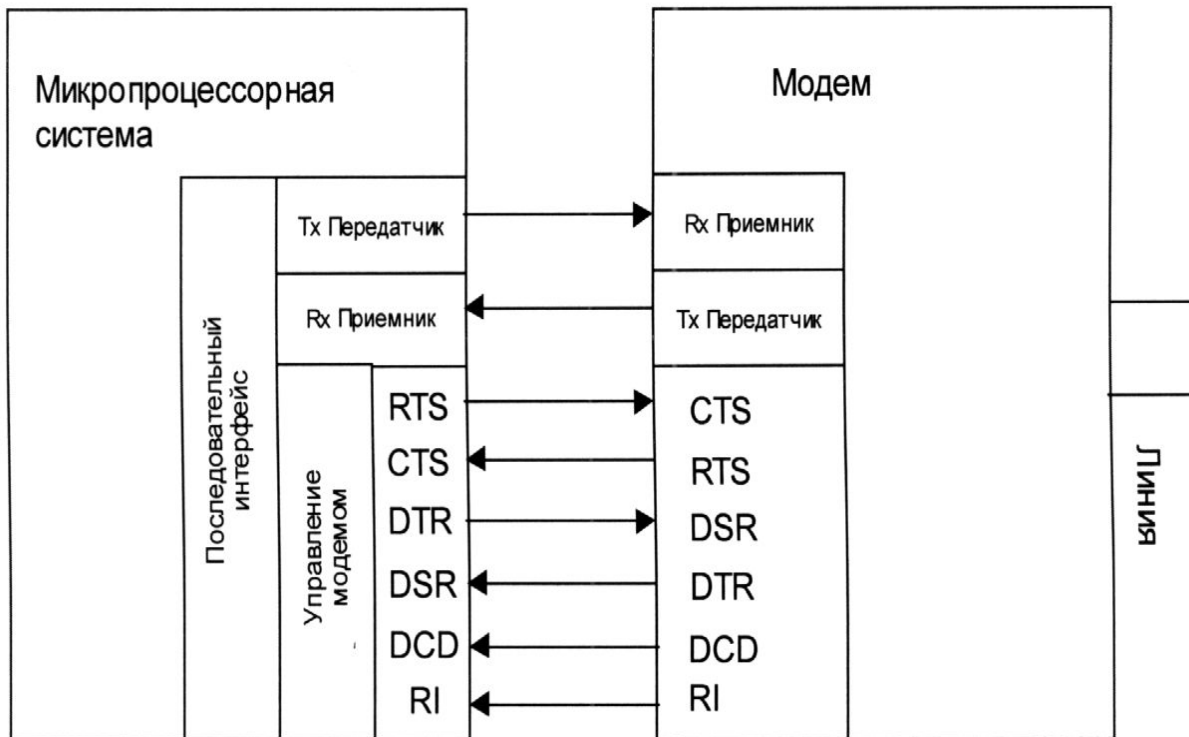 Микропроцессорная
система
Модем
Tx Передатчик
Rx Приемник
Rx Приемник
Tx Передатчик
Последовательный
интерфейс
Управление
модемом
RTS
CTS
CTS
RTS
DTR
DSR
DSR
DTR
DCD
DCD
RI
RI
Линия